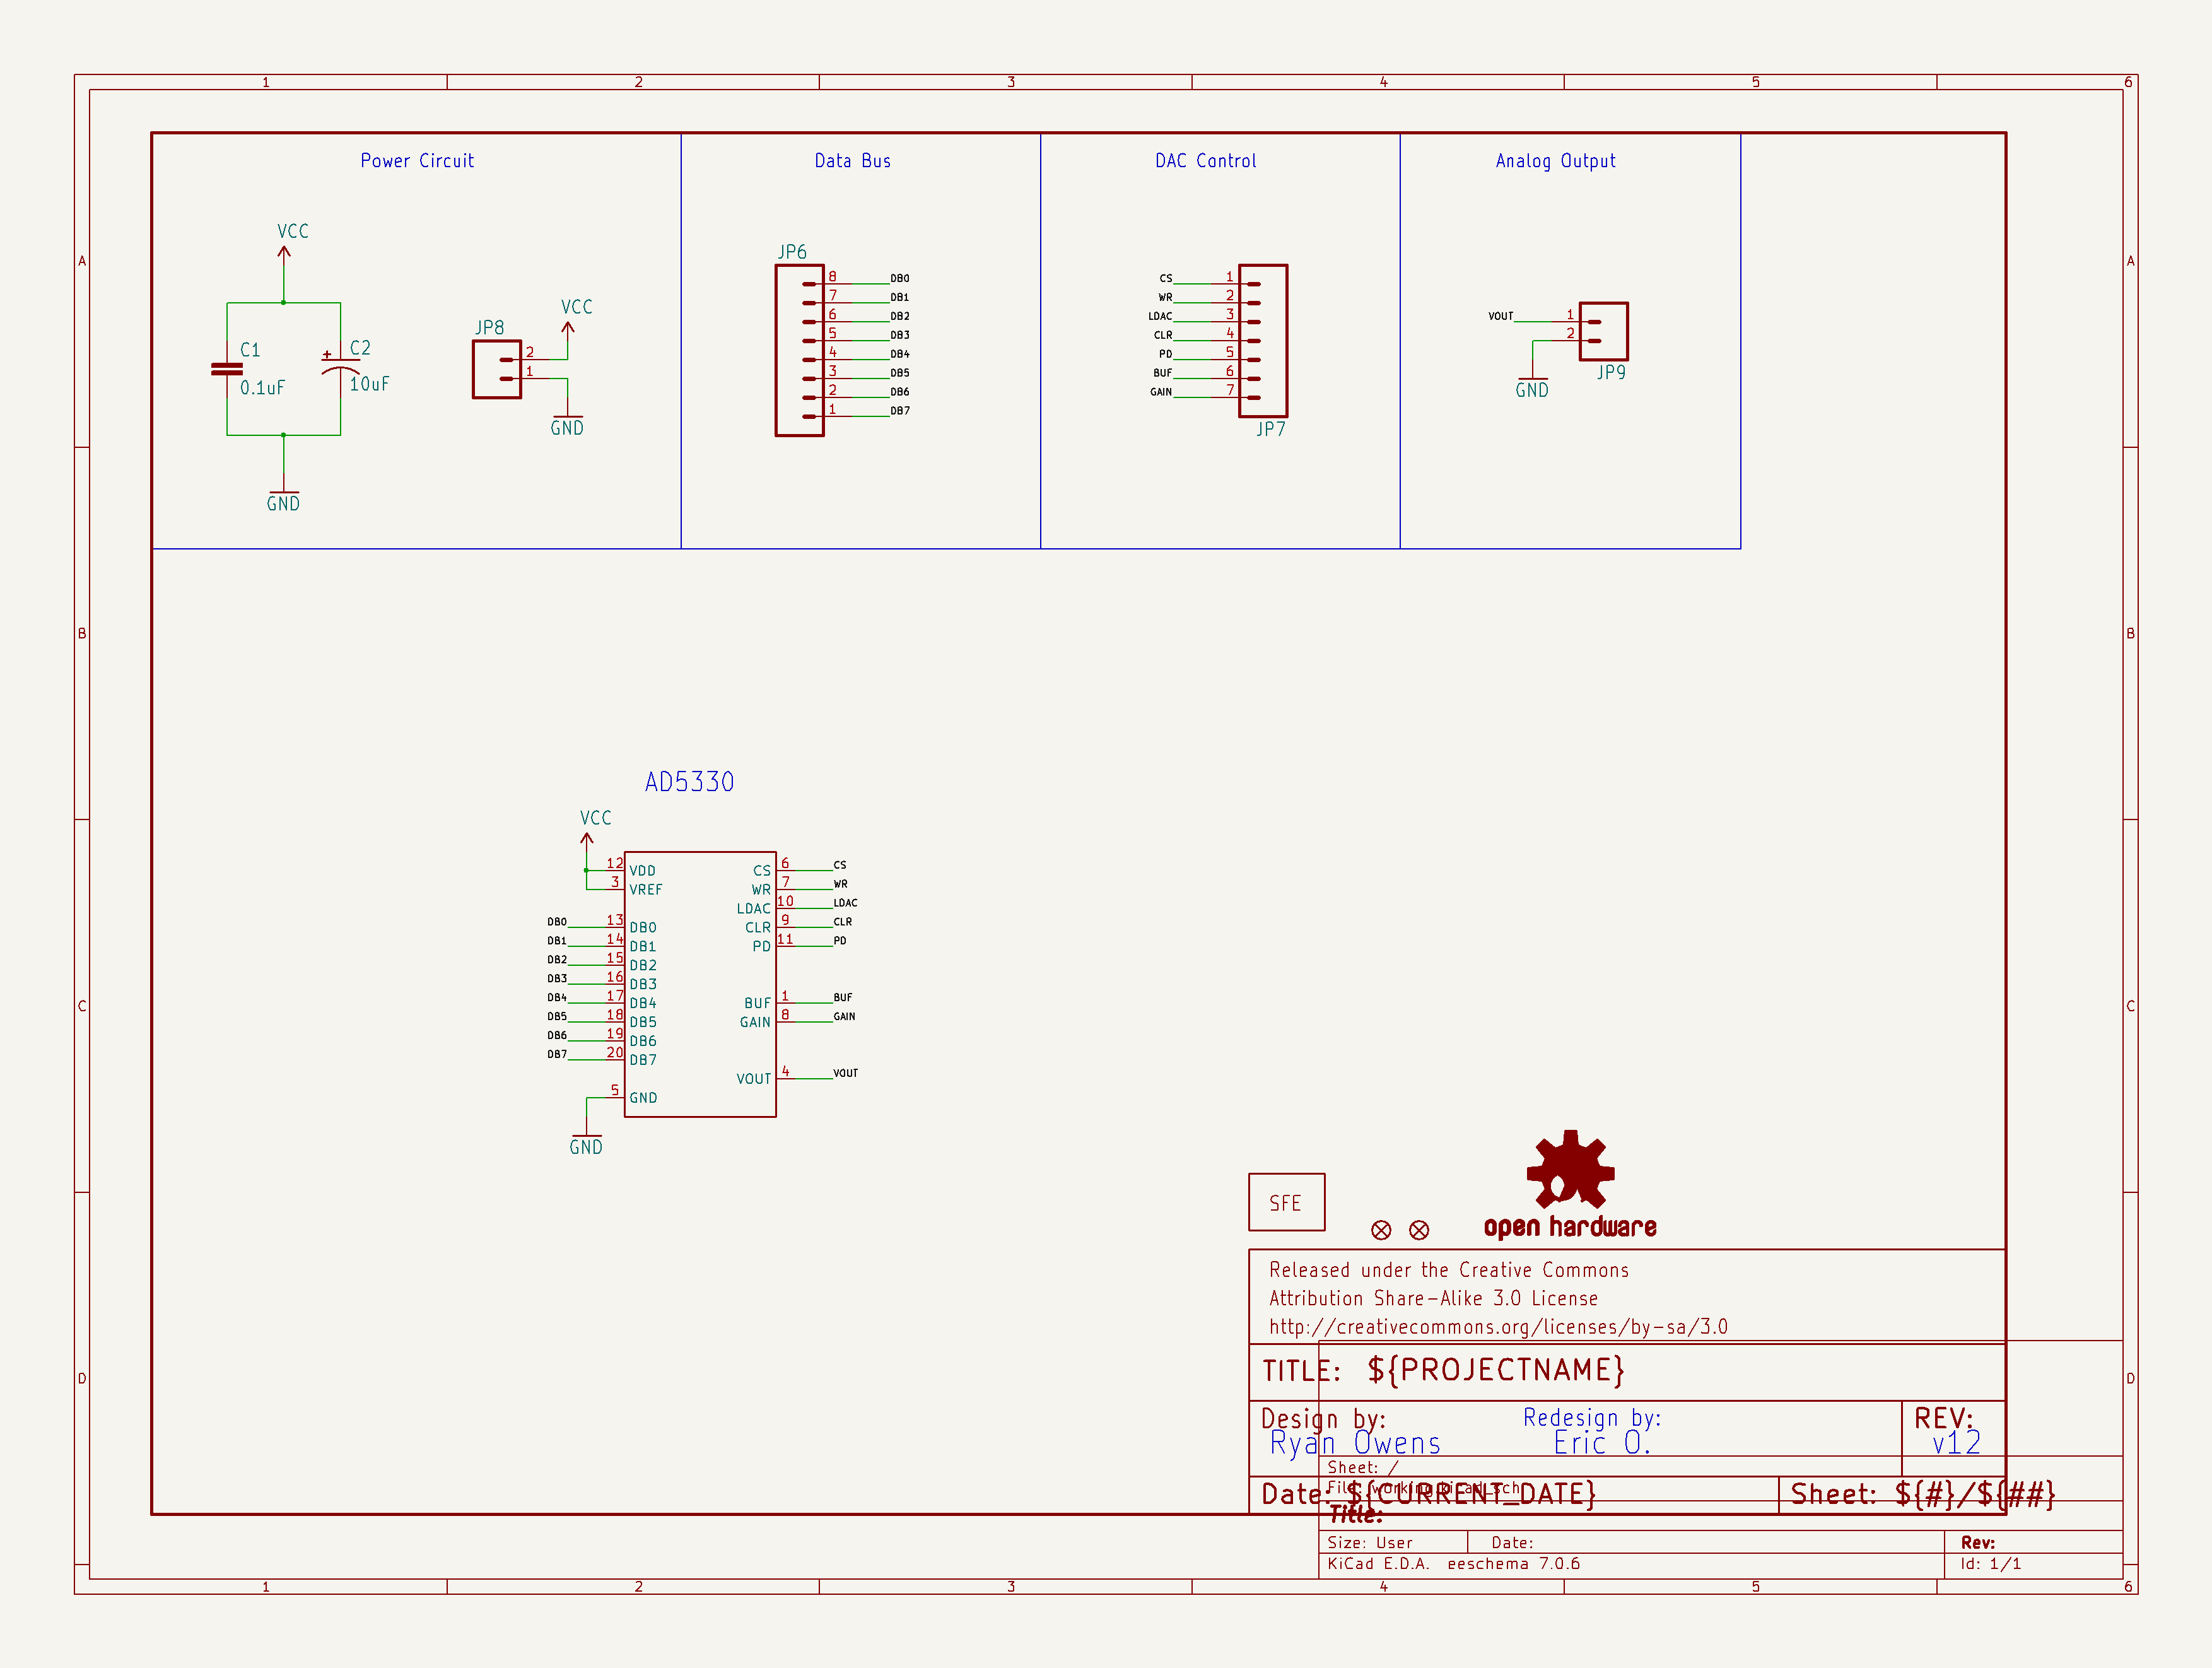 1 2 3 4 5 6
Power Circuit Data Bus DAC Control Analog Output
A A
VCC
C1
0.1uF
C2
10uF
GND
JP8
VCC
2
1
GND
JP6
8 DB0
7 DB1
6 DB2
5 DB3
4 DB4
3 DB5
2 DB6
1 DB7
CS 1
WR 2
LDAC 3
CLR 4
PD 5
BUF 6
GAIN 7
JP7
VOUT 1
2
GND
JP9
B B
AD5330
VCC
12 VDD CS 6 CS
3 VREF WR 7 WR
LDAC 10 LDAC
DB0 13 DB0 CLR 9 CLR
DB1 14 DB1 PD 11 PD
DB2 15 DB2
DB3 16 DB3
DB4 17 DB4 BUF 1 BUF
DB5 18 DB5 GAIN 8 GAIN
DB6 19 DB6
DB7 20 DB7
VOUT 4 VOUT
5 GND
GND
C C
SFE
open hardware
Released under the Creative Commons
Attribution Share-Alike 3.0 License
http://creativecommons.org/licenses/by-sa/3.0
TITLE: ${PROJECTNAME}
D D
Design by: Redesign by: REV:
Ryan Owens Eric O. v12
Sheet: /
File: working.kicad_sch
Date: ${CURRENT_DATE} Sheet: ${#}/${##}
Title:
Size: User Date: Rev:
KiCad E.D.A. eeschema 7.0.6 Id: 1/1
1 2 3 4 5 6